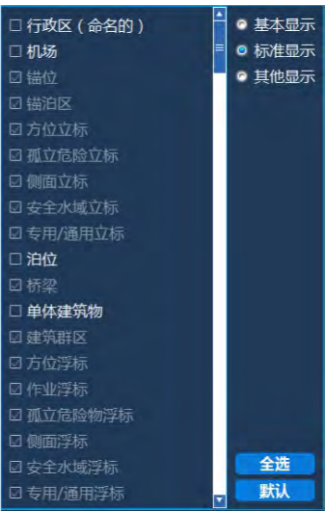 行政区（命名的）
机场
锚位
锚泊区
方位立标
孤立危险立标
侧面立标
安全水域立标
专用/通用立标
泊位
桥梁
单体建筑物
建筑群区
方位浮标
作业浮标
孤立危险物浮标
侧面浮标
安全水域浮标
专用/通用浮标
基本显示
标准显示
其他显示
全选
默认